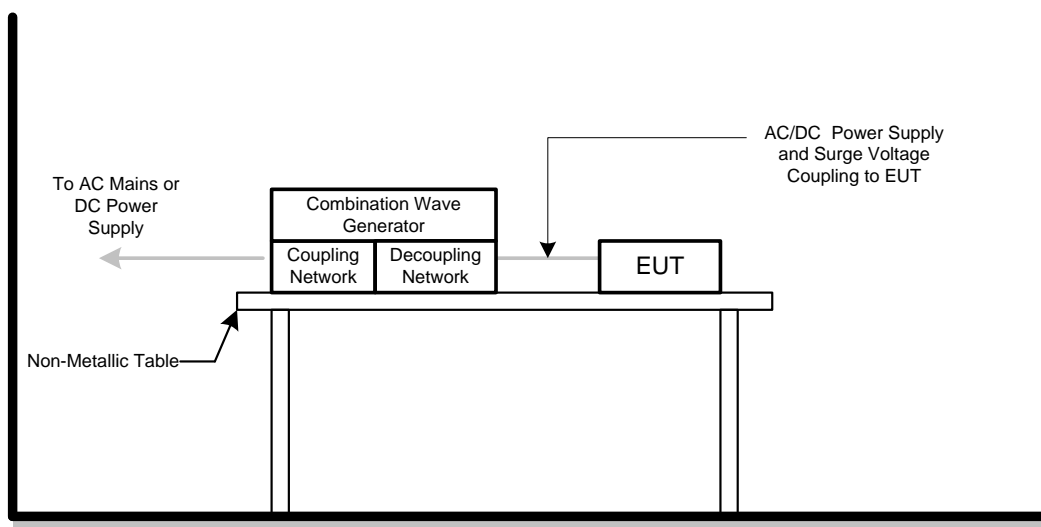 AC/DC Power Supply
and Surge Voltage
Coupling to EUT
To AC Mains or
DC Power
Supply
Combination Wave
Generator
Coupling
Network
Decoupling
Network
EUT
Non-Metallic Table